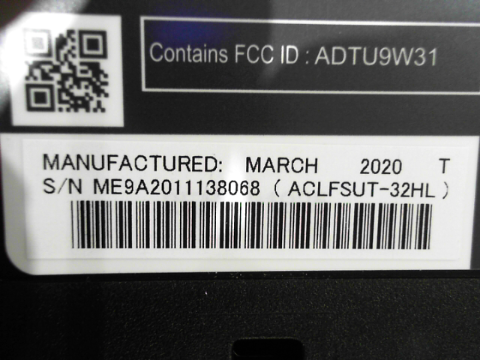 Contains FCC ID : ADTU9W31
MANUFACTURED: MARCH 2020 T
S/N ME9A2011138068 ( ACLFSUT-32HL )